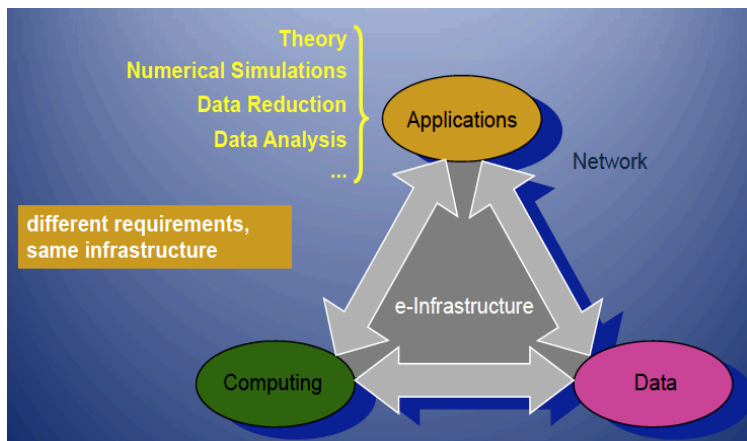 Theory
Numerical Simulations
Data Reduction
Data Analysis
...
Applications
Network
different requirements,
same infrastructure
e-Infrastructure
Computing
Data